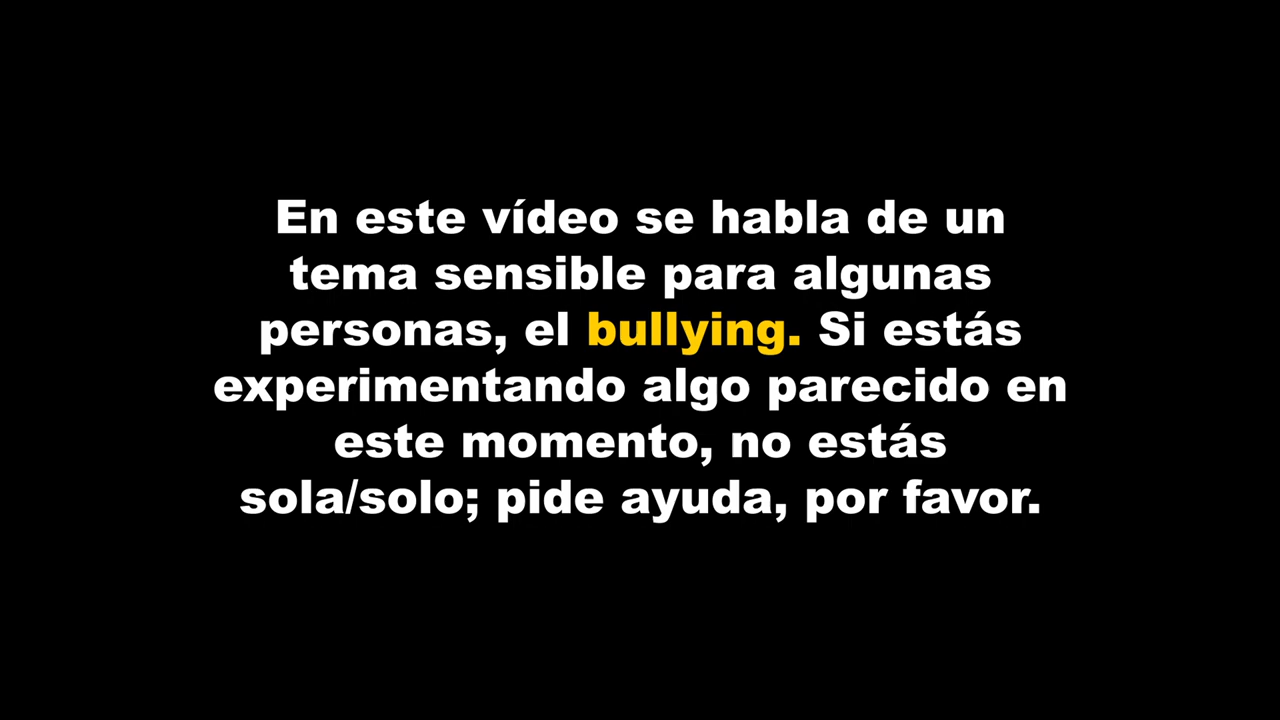 En este vídeo se habla de un
tema sensible para algunas
personas, el bullying. Si estás
experimentando algo parecido en
este momento, no estás
sola/solo; pide ayuda, por favor.